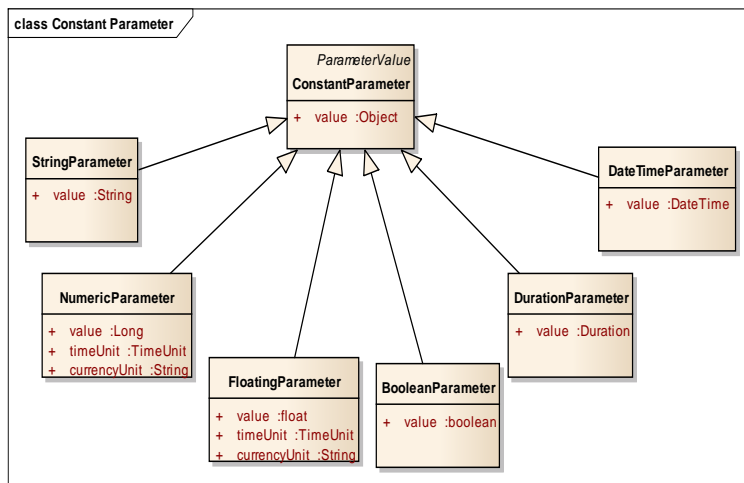 class Constant Parameter
ParameterValue
ConstantParameter
+ value :Object
StringParameter
+ value :String
DateTimeParameter
+ value :DateTime
NumericParameter
+ value :Long
+ timeUnit :TimeUnit
+ currencyUnit :String
DurationParameter
+ value :Duration
FloatingParameter
+ value :float
+ timeUnit :TimeUnit
+ currencyUnit :String
BooleanParameter
+ value :boolean